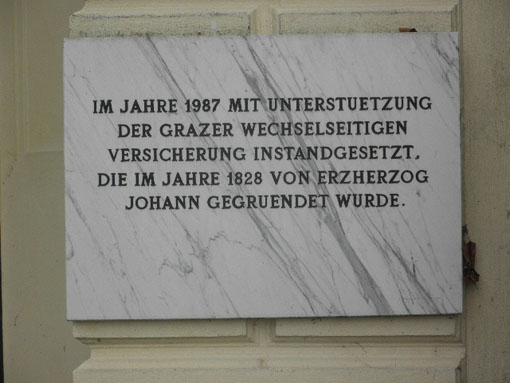 IM JAHRE 1987 MIT UNTERSTUETZUNG
DER GRAZER WECHSELSEITIGEN
VERSICHERUNG INSTANDGESETZT,
DIE IM JAHRE 1828 VON ERZHERZOG
JOHANN GEGRUENDET WURDE.